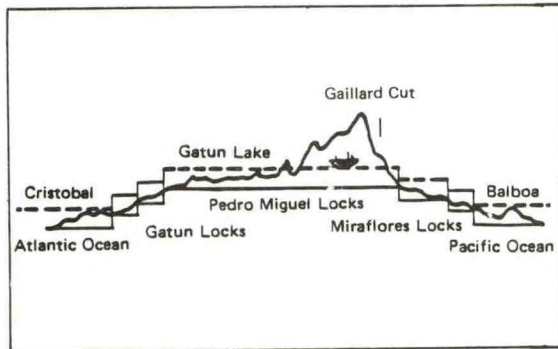 Gaillard Cut
Gatun Lake
Cristobal
Balboa
Pedro Miguel Locks
Atlantic Ocean
Gatun Locks
Miraflores Locks
Pacific Ocean